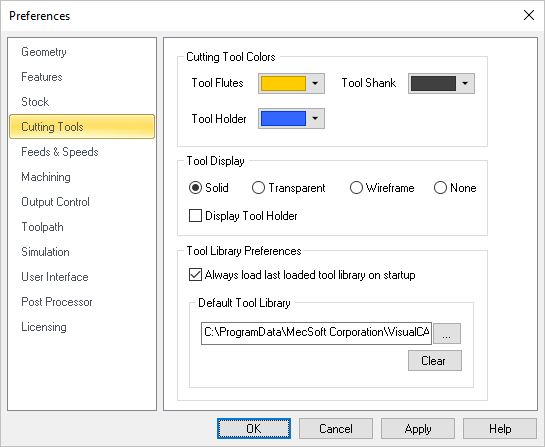 Preferences
Geometry
Features
Stock
Cutting Tools
Feeds & Speeds
Machining
Output Control
Toolpath
Simulation
User Interface
Post Processor
Licensing
Cutting Tool Colors
Tool Flutes
Tool Shank
Tool Holder
Tool Display
Solid
Transparent
Wireframe
None
Display Tool Holder
Tool Library Preferences
Always load last loaded tool library on startup
Default Tool Library
C:\ProgramData\MecSoft Corporation\VisualCA
...
Clear
OK
Cancel
Apply
Help